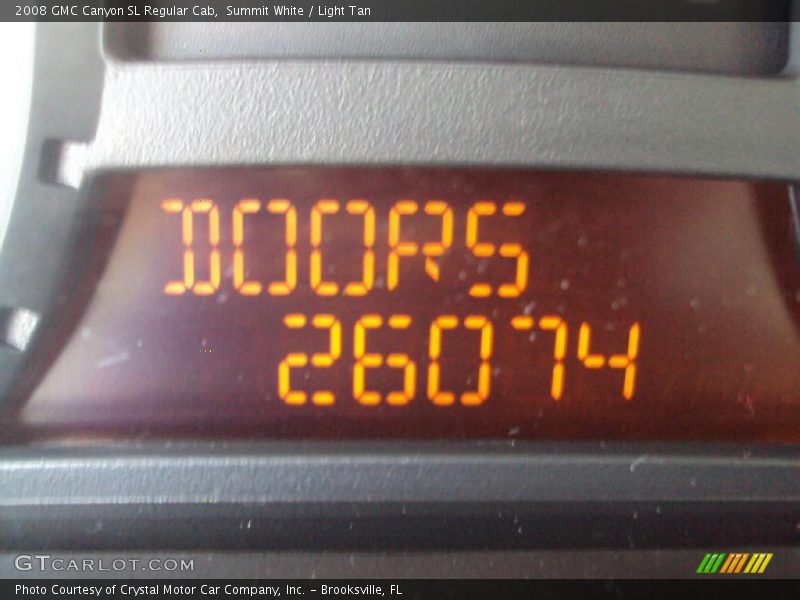 2008 GMC Canyon SL Regular Cab,  Summit White / Light Tan
DOORS
26074
GTCARLOT.COM
Photo Courtesy of Crystal Motor Car Company, Inc. – Brooksville, FL